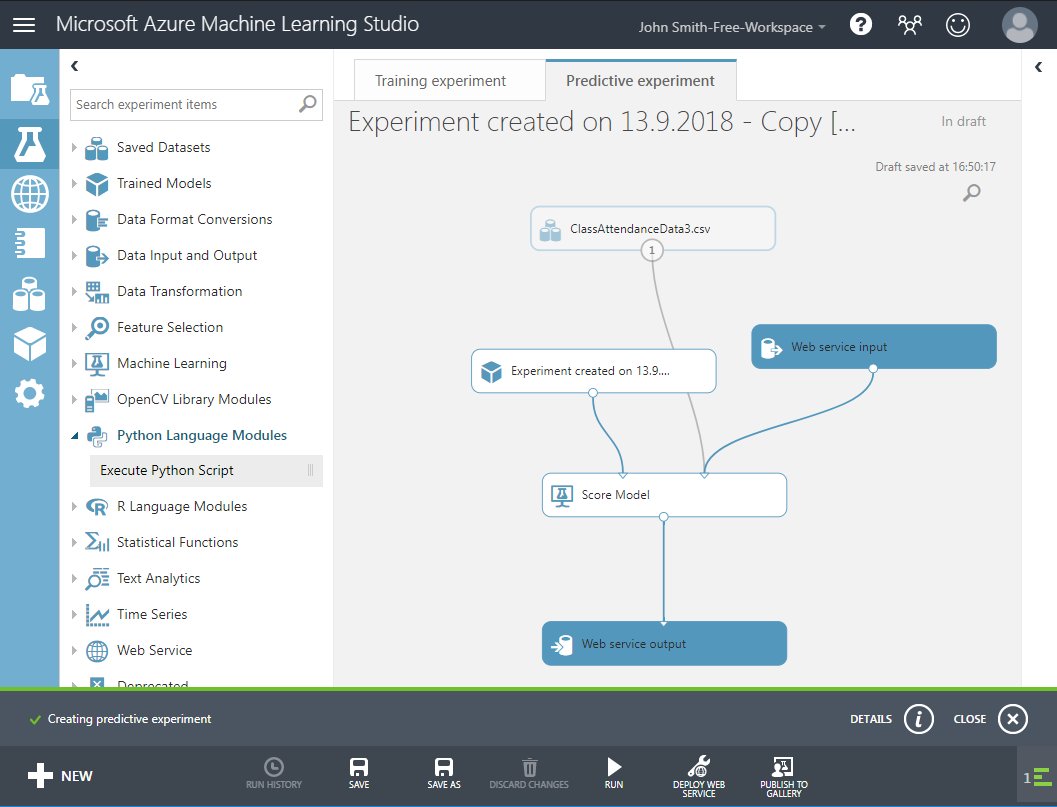 Microsoft Azure Machine Learning Studio
John Smith-Free-Workspace
?
Training experiment
Predictive experiment
Search experiment items
Saved Datasets
Trained Models
Data Format Conversions
Data Input and Output
Data Transformation
Feature Selection
Machine Learning
OpenCV Library Modules
Python Language Modules
Execute Python Script
R Language Modules
Statistical Functions
Text Analytics
Time Series
Web Service
Deprecated
Experiment created on 13.9.2018 - Copy [...
In draft
Draft saved at 16:50:17
ClassAttendanceData3.csv
1
Web service input
Experiment created on 13.9....
Score Model
Web service output
Creating predictive experiment
DETAILS
i
CLOSE
NEW
RUN HISTORY
SAVE
SAVE AS
DISCARD CHANGES
RUN
DEPLOY WEB
SERVICE
PUBLISH TO
GALLERY
1